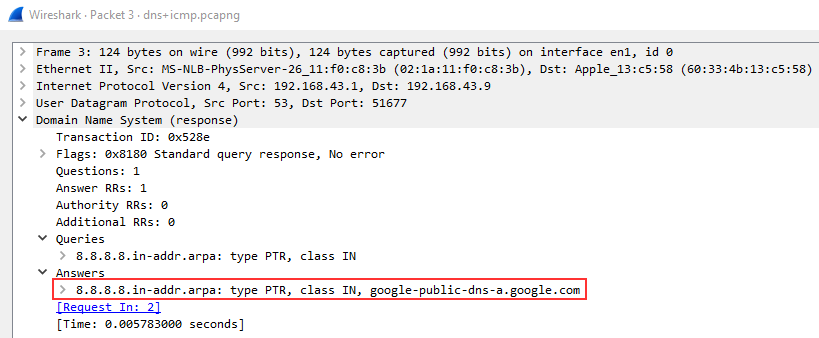 Wireshark · Packet 3 · dns+icmp.pcapng
Frame 3: 124 bytes on wire (992 bits), 124 bytes captured (992 bits) on interface en1, id 0
Ethernet II, Src: MS-NLB-PhysServer-26_11:f0:c8:3b (02:1a:11:f0:c8:3b), Dst: Apple_13:c5:58 (60:33:4b:13:c5:58)
Internet Protocol Version 4, Src: 192.168.43.1, Dst: 192.168.43.9
User Datagram Protocol, Src Port: 53, Dst Port: 51677
Domain Name System (response)
Transaction ID: 0x528e
Flags: 0x8180 Standard query response, No error
Questions: 1
Answer RRs: 1
Authority RRs: 0
Additional RRs: 0
Queries
8.8.8.8.in-addr.arpa: type PTR, class IN
Answers
8.8.8.8.in-addr.arpa: type PTR, class IN, google-public-dns-a.google.com
[Request In: 2]
[Time: 0.005783000 seconds]